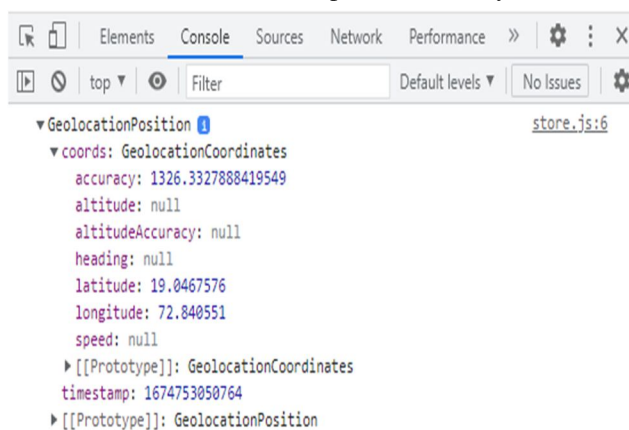 Elements Console Sources Network Performance »
top ▼ Filter Default levels ▼ No Issues
▼GeolocationPosition i store.js:6
▼coords: GeolocationCoordinates
accuracy: 1326.3327888419549
altitude: null
altitudeAccuracy: null
heading: null
latitude: 19.0467576
longitude: 72.840551
speed: null
▶[[Prototype]]: GeolocationCoordinates
timestamp: 1674753050764
▶[[Prototype]]: GeolocationPosition